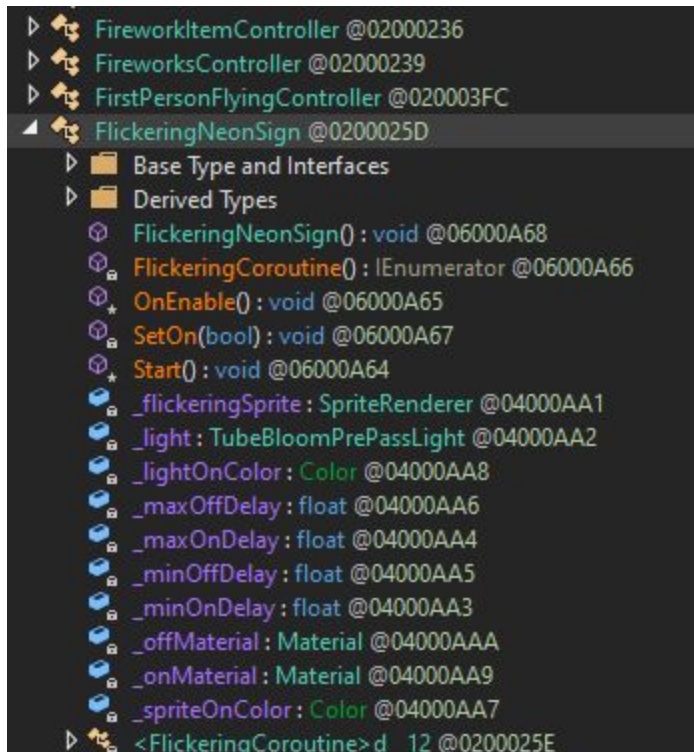 FireworkItemController @02000236
FireworksController @02000239
FirstPersonFlyingController @020003FC
FlickeringNeonSign @0200025D
Base Type and Interfaces
Derived Types
FlickeringNeonSign() : void @06000A68
FlickeringCoroutine() : IEnumerator @06000A66
OnEnable() : void @06000A65
SetOn(bool) : void @06000A67
Start() : void @06000A64
_flickeringSprite : SpriteRenderer @04000AA1
_light : TubeBloomPrePassLight @04000AA2
_lightOnColor : Color @04000AA8
_maxOffDelay : float @04000AA6
_maxOnDelay : float @04000AA4
_minOffDelay : float @04000AA5
_minOnDelay : float @04000AA3
_offMaterial : Material @04000AAA
_onMaterial : Material @04000AA9
_spriteOnColor : Color @04000AA7
<FlickeringCoroutine>d__12 @0200025E